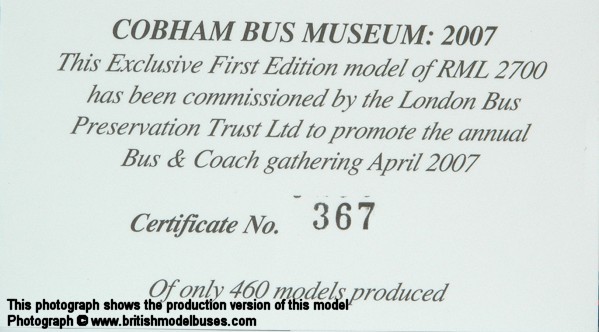 COBHAM BUS MUSEUM: 2007
This Exclusive First Edition model of RML 2700
has been commissioned by the London Bus
Preservation Trust Ltd to promote the annual
Bus & Coach gathering April 2007
Certificate No. 367
Of only 460 models produced
This photograph shows the production version of this model
Photograph © www.britishmodelbuses.com